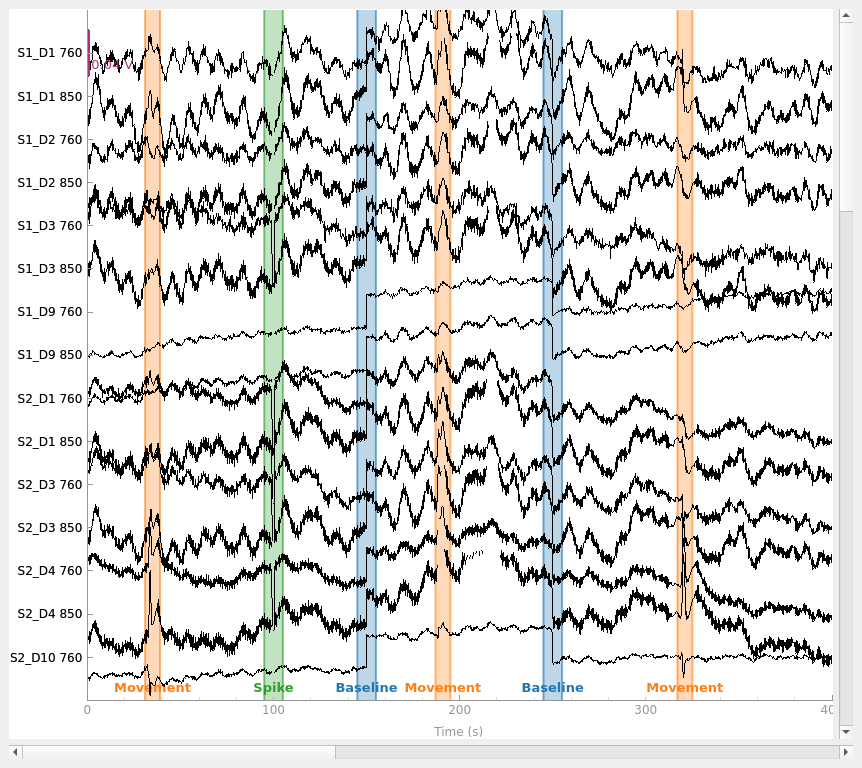 S1_D1 760
S1_D1 850
S1_D2 760
S1_D2 850
S1_D3 760
S1_D3 850
S1_D9 760
S1_D9 850
S2_D1 760
S2_D1 850
S2_D3 760
S2_D3 850
S2_D4 760
S2_D4 850
S2_D10 760
Movement Spike Baseline Movement Baseline Movement
0 100 200 300 40
Time (s)